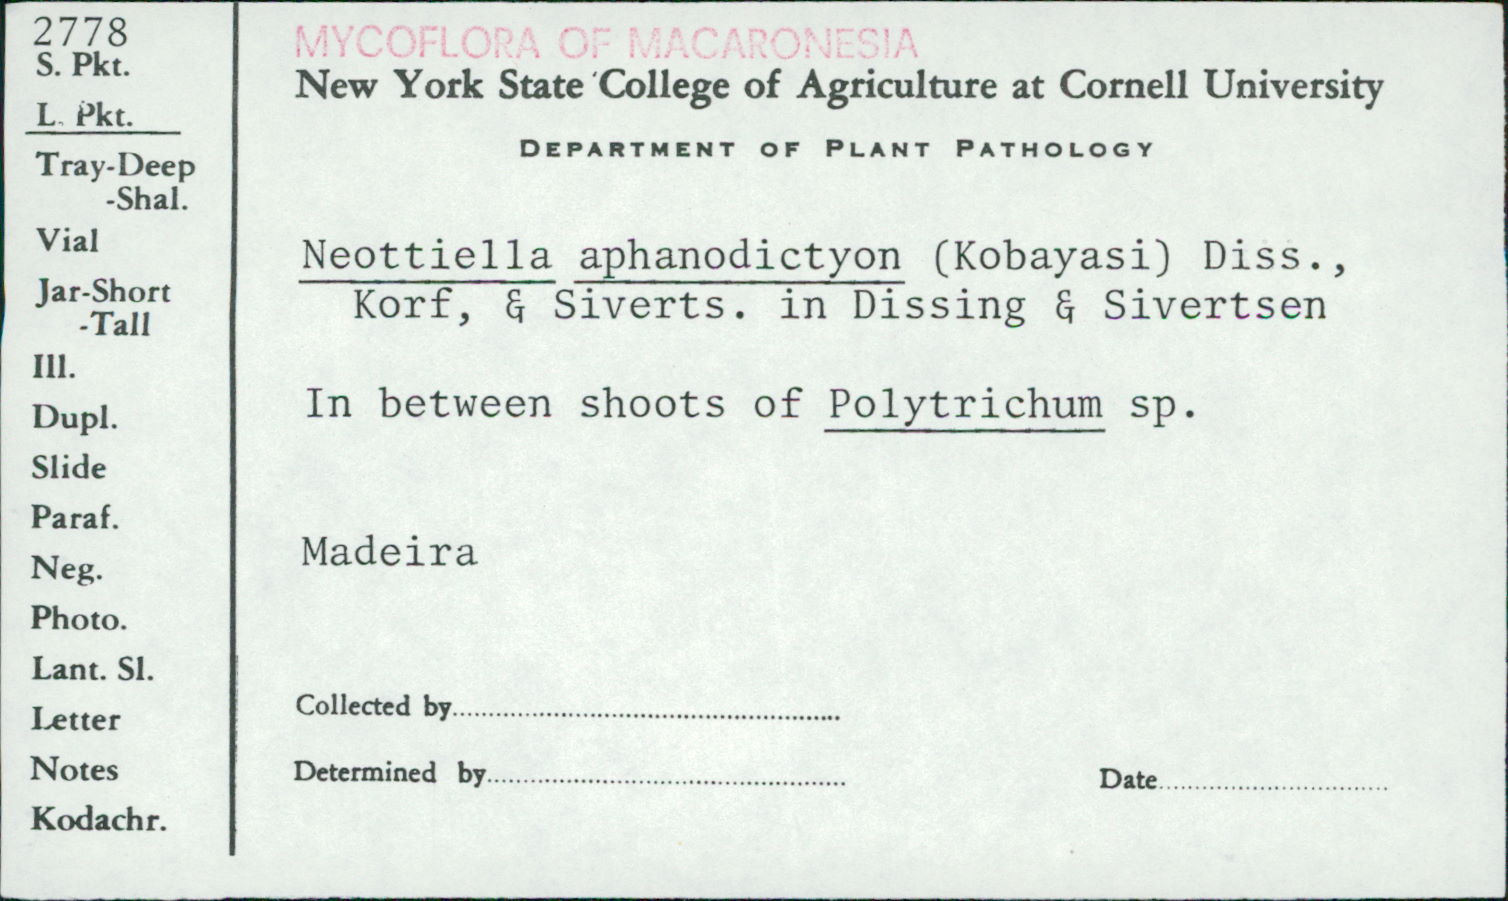 2778
S. Pkt.
L. Pkt.
Tray-Deep
-Shal.
Vial
Jar-Short
-Tall
Ill.
Dupl.
Slide
Paraf.
Neg.
Photo.
Lant. Sl.
Letter
Notes
Kodachr.
MYCOFLORA OF MACARONESIA
New York State College of Agriculture at Cornell University
DEPARTMENT OF PLANT PATHOLOGY
Neottiella aphanodictyon (Kobayasi) Diss.,
Korf, & Siverts. in Dissing & Sivertsen
In between shoots of Polytrichum sp.
Madeira
Collected by
Determined by
Date